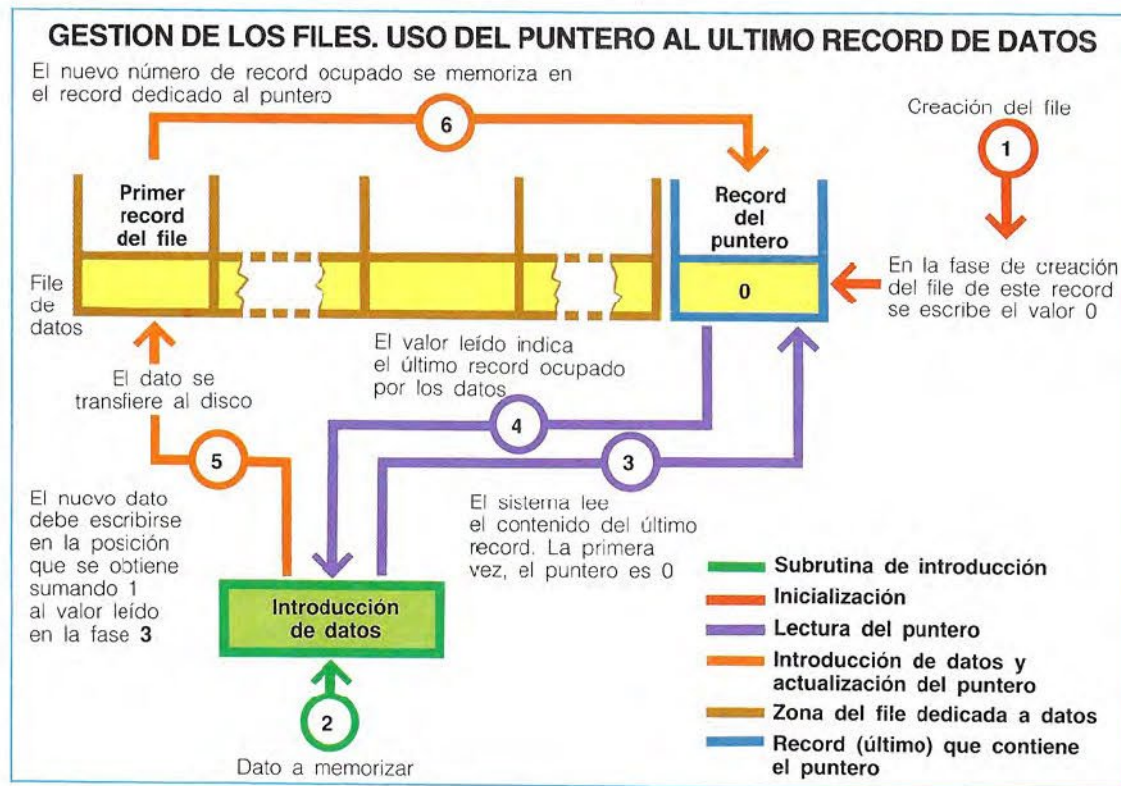 GESTION DE LOS FILES. USO DEL PUNTERO AL ULTIMO RECORD DE DATOS
El nuevo número de record ocupado se memoriza en
el record dedicado al puntero
6
Creación del file
1
Primer
record
del file
Record
del
puntero
File
de
datos
0
En la fase de creación
del file de este record
se escribe el valor 0
El valor leído indica
el último record ocupado
por los datos
El dato se
transfiere al disco
4
5
3
El nuevo dato
debe escribirse
en la posición
que se obtiene
sumando 1
al valor leído
en la fase 3
El sistema lee
el contenido del último
record. La primera
vez, el puntero es 0
Introducción
de datos
2
Dato a memorizar
Subrutina de introducción
Inicialización
Lectura del puntero
Introducción de datos y
actualización del puntero
Zona del file dedicada a datos
Record (último) que contiene
el puntero